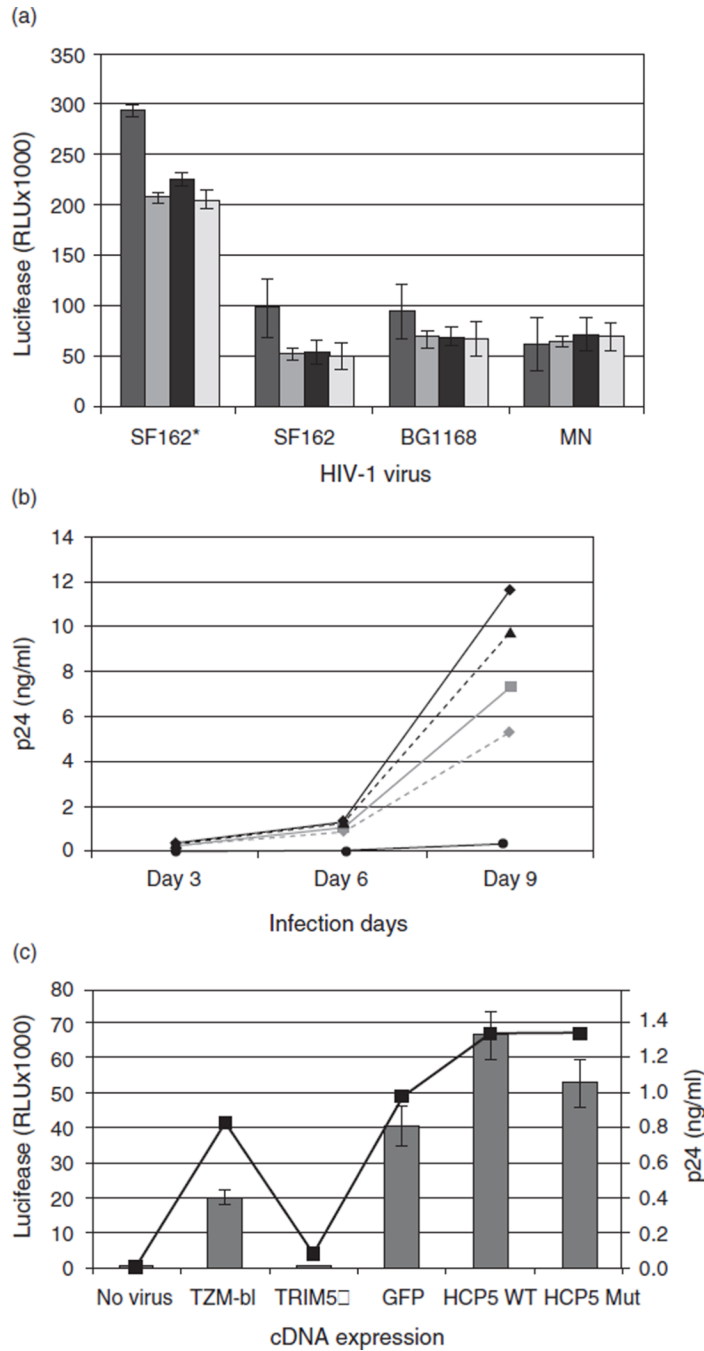 (a)
Lucifease (RLUx1000)
350
300
250
200
150
100
50
0
SF162*
SF162
BG1168
MN
HIV-1 virus
(b)
p24 (ng/ml)
14
12
10
8
6
4
2
0
Day 3
Day 6
Day 9
Infection days
(c)
Lucifease (RLUx1000)
80
70
60
50
40
30
20
10
0
1.4
1.2
1.0
0.8
0.6
0.4
0.2
0.0
p24 (ng/ml)
No virus
TZM-bl
TRIM5□
GFP
HCP5 WT
HCP5 Mut
cDNA expression